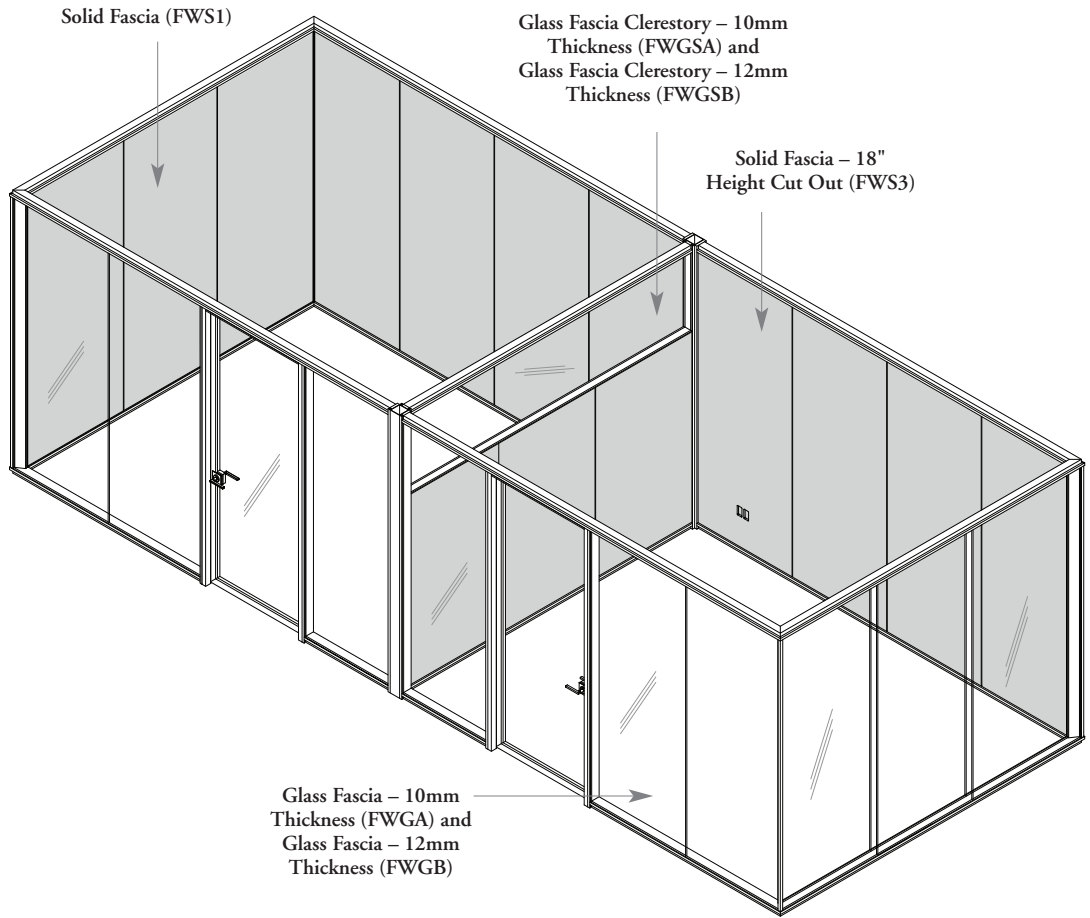 Solid Fascia (FWS1)
Glass Fascia Clerestory – 10mm
Thickness (FWGSA) and
Glass Fascia Clerestory – 12mm
Thickness (FWGSB)
Solid Fascia – 18"
Height Cut Out (FWS3)
Glass Fascia – 10mm
Thickness (FWGA) and
Glass Fascia – 12mm
Thickness (FWGB)